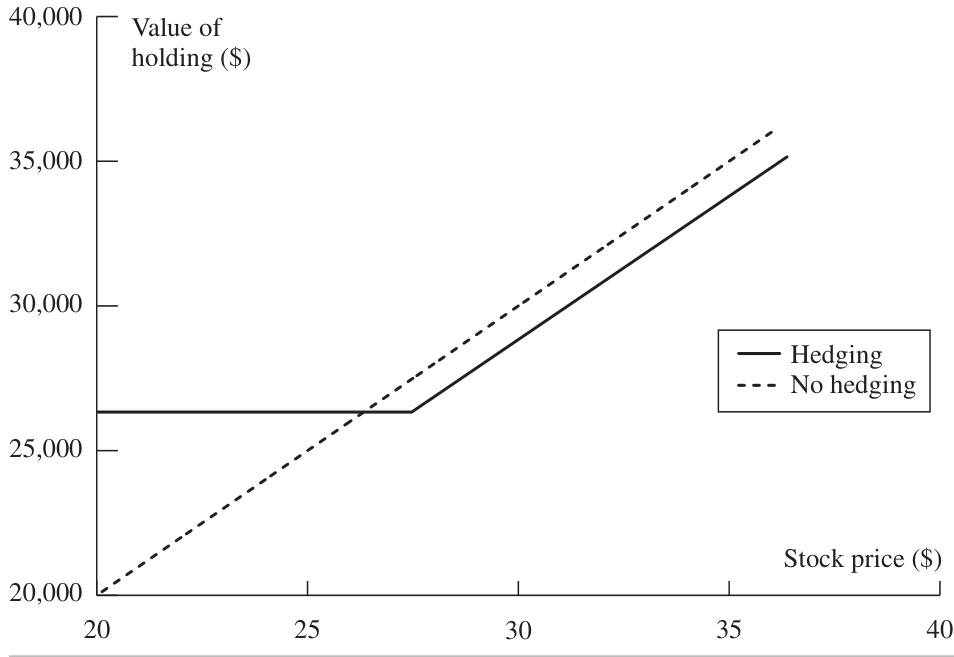 40,000
Value of
holding ($)
35,000
30,000
Hedging
No hedging
25,000
Stock price ($)
20,000
20
25
30
35
40